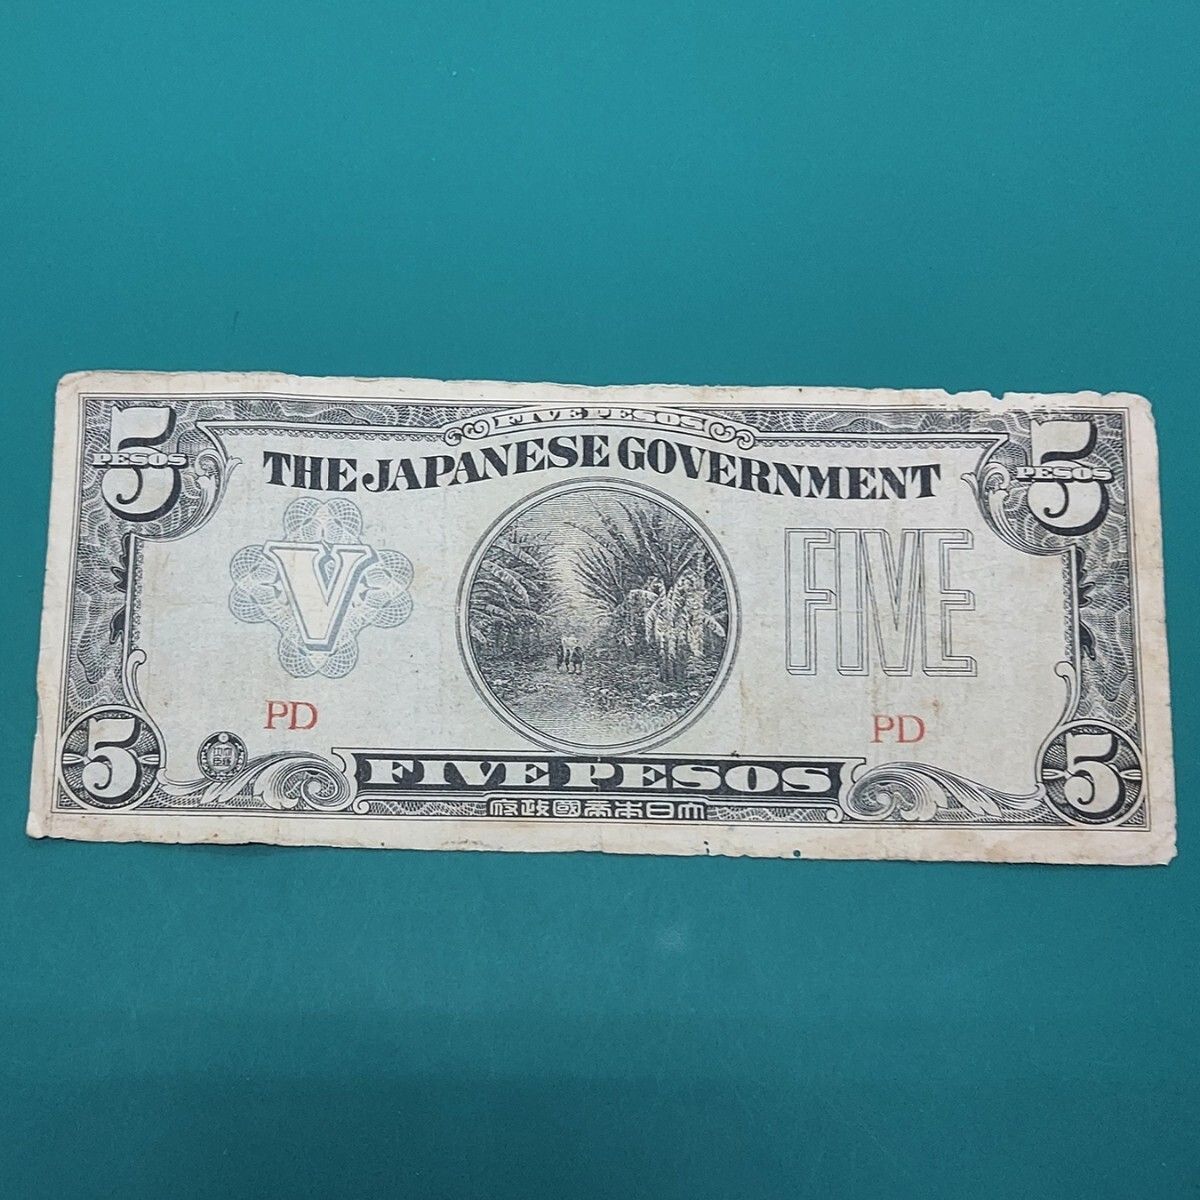 FIVE PESOS
5 PESOS
5 PESOS
THE JAPANESE GOVERNMENT
V
FIVE
PD
PD
5
5
FIVE PESOS
府政國帝本日大